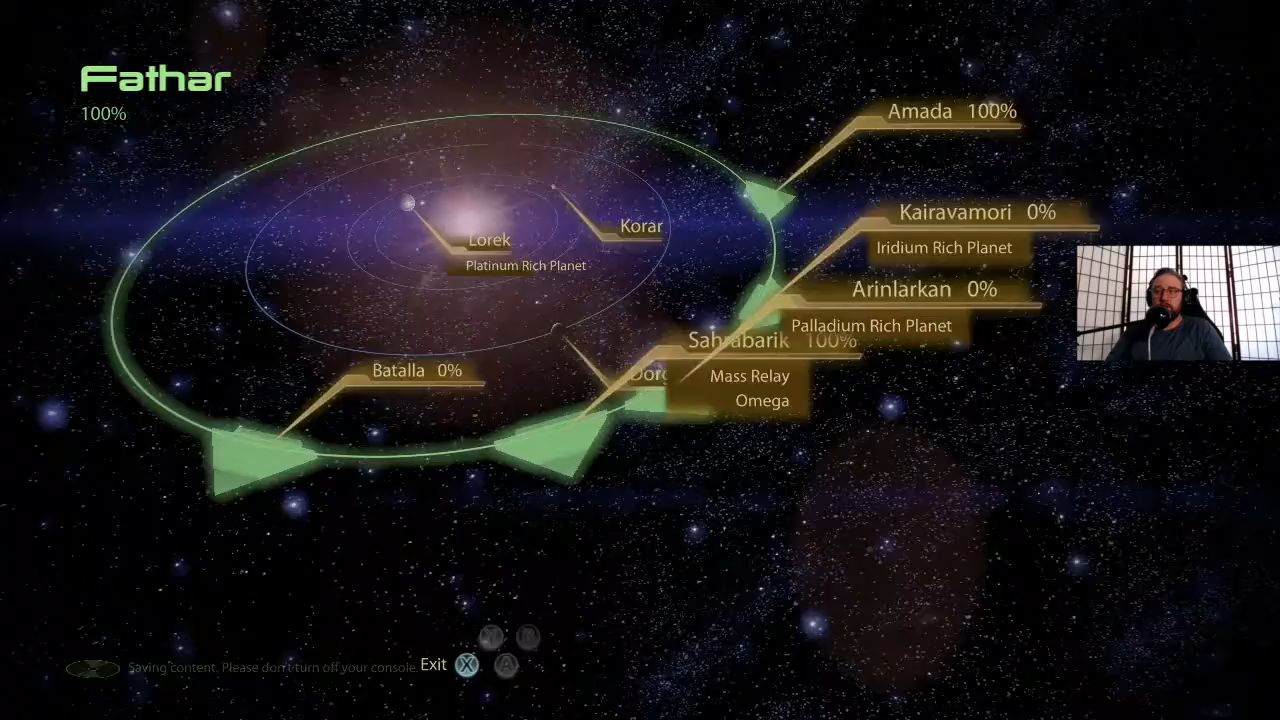 Fathar
100%
Amada 100%
Kairavamori 0%
Iridium Rich Planet
Korar
Lorek
Platinum Rich Planet
Arinlarkan 0%
Palladium Rich Planet
Sahrabarik 100%
Batalla 0%
Mass Relay
Omega
Saving content. Please don't turn off your console.
Exit X
Y B
A